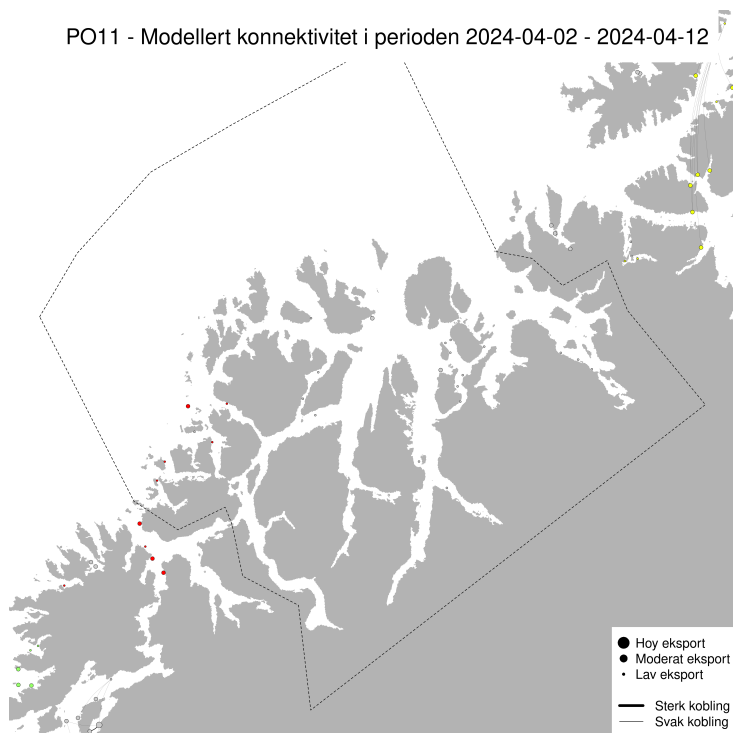 PO11 - Modellert konnektivitet i perioden 2024-04-02 - 2024-04-12
Hoy eksport
Moderat eksport
Lav eksport
Sterk kobling
Svak kobling